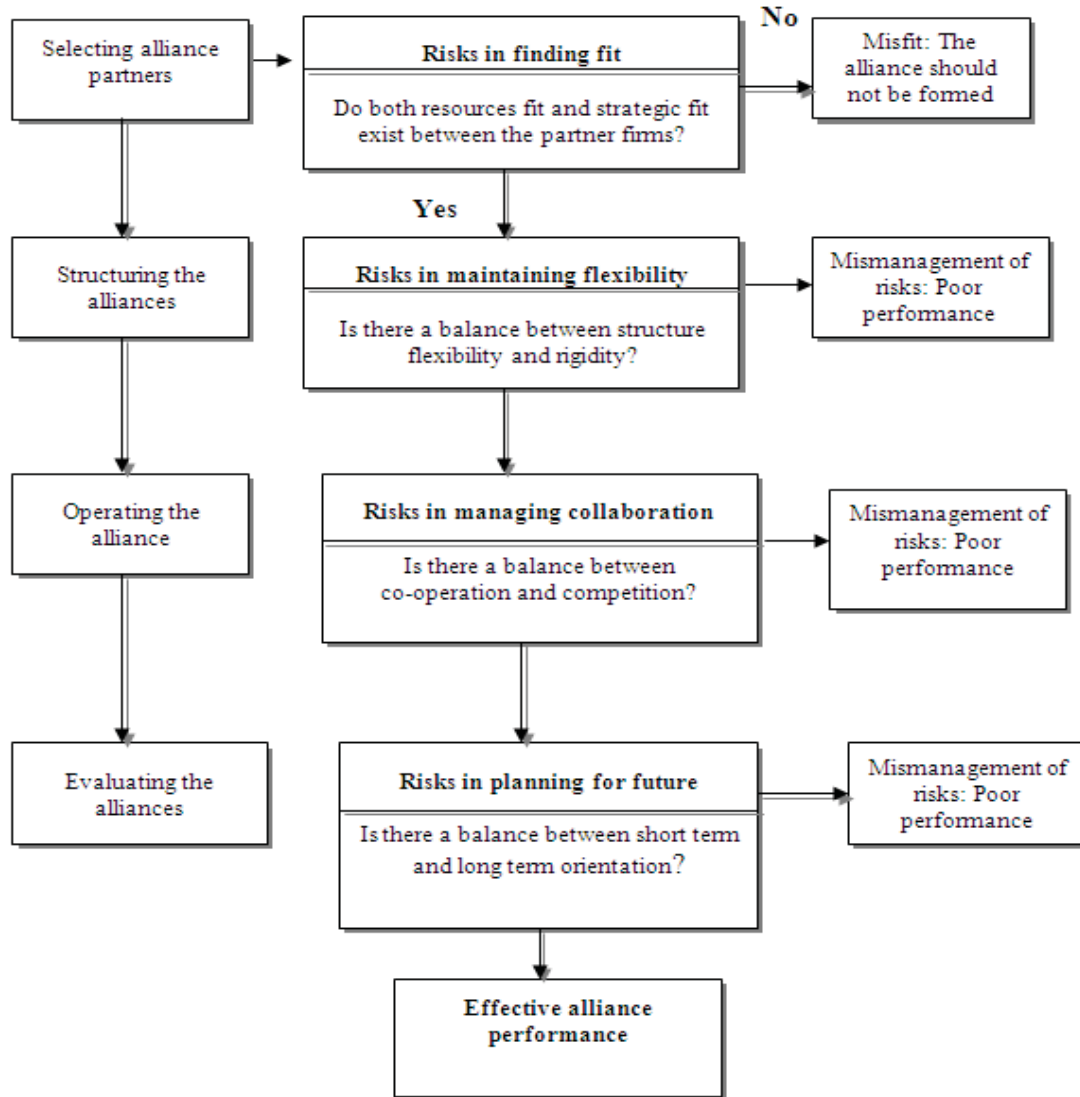 No
Selecting alliance
partners
Risks in finding fit
Misfit: The
alliance should
not be formed
Do both resources fit and strategic fit
exist between the partner firms?
Yes
Structuring the
alliances
Risks in maintaining flexibility
Mismanagement of
risks: Poor
performance
Is there a balance between structure
flexibility and rigidity?
Operating the
alliance
Risks in managing collaboration
Mismanagement of
risks: Poor
performance
Is there a balance between
co-operation and competition?
Evaluating the
alliances
Risks in planning for future
Mismanagement of
risks: Poor
performance
Is there a balance between short term
and long term orientation?
Effective alliance
performance